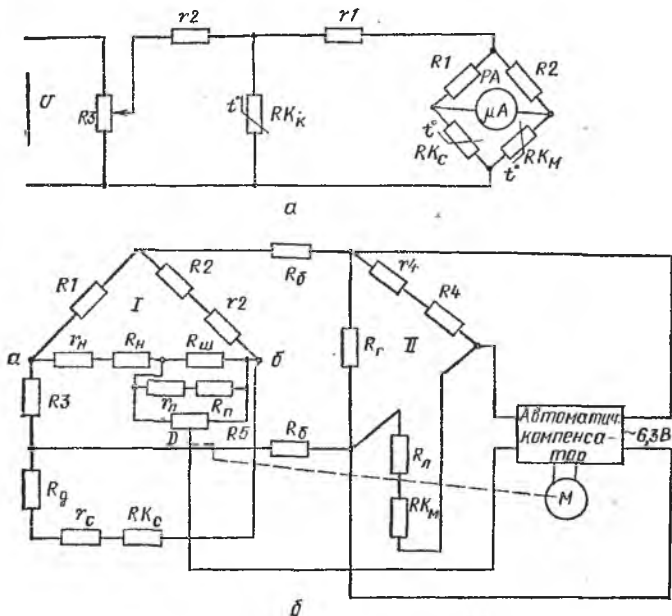 r2
r1
U
R3
t°
RKк
R1
PA
R2
μA
t°
RKс
RKм
t°
а
R1
R2
I
r2
Rб
r4
R4
а
rн
Rн
Rш
б
Rг
II
R3
rп
Rп
R5
D
Rб
Rл
Автоматич.
компенса-
тор
~6,3В
М
Rд
rс
RKс
RKм
б